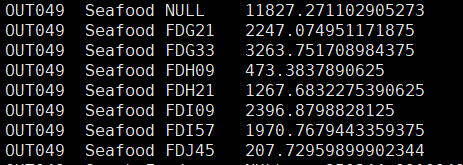 OUT049 Seafood NULL 11827.271102905273
OUT049 Seafood FDG21 2247.074951171875
OUT049 Seafood FDG33 3263.751708984375
OUT049 Seafood FDH09 473.3837890625
OUT049 Seafood FDH21 1267.6832275390625
OUT049 Seafood FDI09 2396.8798828125
OUT049 Seafood FDI57 1970.7679443359375
OUT049 Seafood FDJ45 207.72959899902344